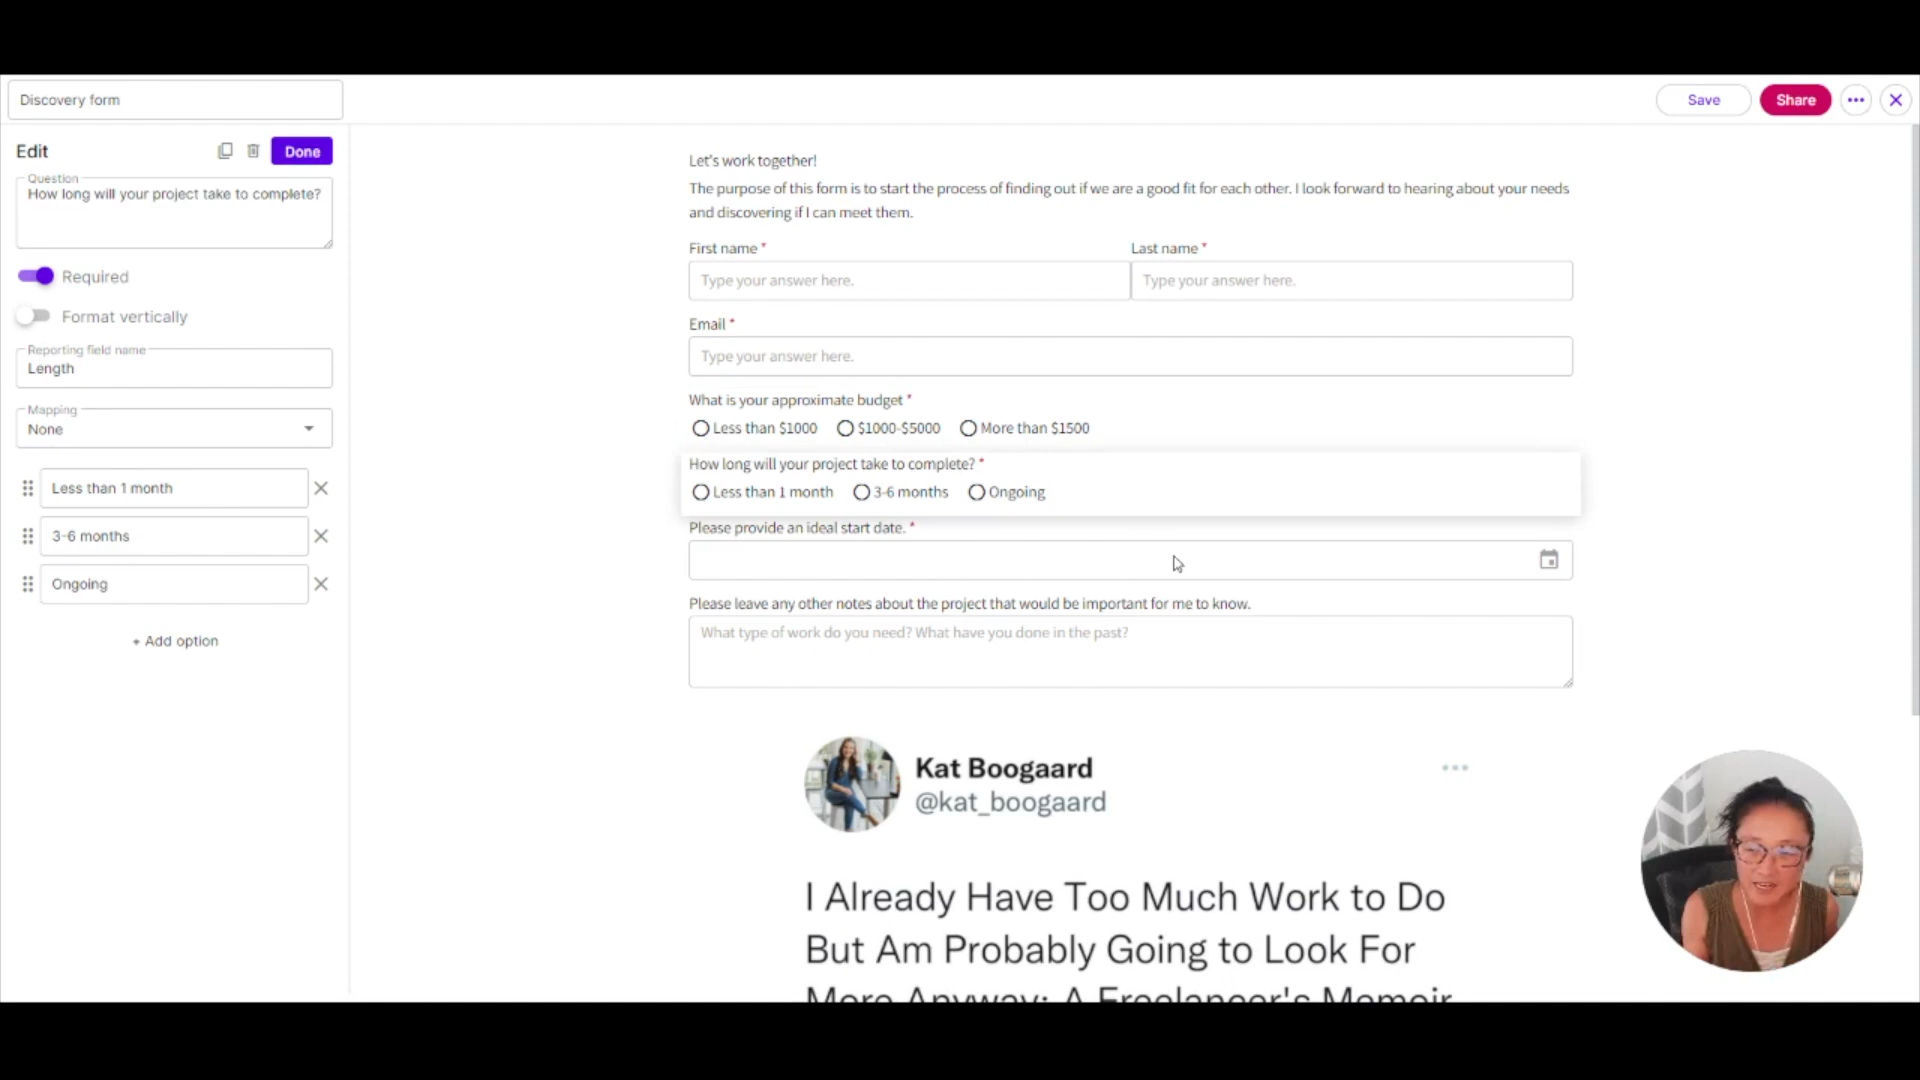 Discovery form
Save
Share
Edit
Done
Question
How long will your project take to complete?
Required
Format vertically
Reporting field name
Length
Mapping
None
Less than 1 month
3-6 months
Ongoing
+ Add option
Let's work together!
The purpose of this form is to start the process of finding out if we are a good fit for each other. I look forward to hearing about your needs
and discovering if I can meet them.
First name * Last name *
Type your answer here. Type your answer here.
Email *
Type your answer here.
What is your approximate budget *
Less than $1000 $1000-$5000 More than $1500
How long will your project take to complete? *
Less than 1 month 3-6 months Ongoing
Please provide an ideal start date. *
Please leave any other notes about the project that would be important for me to know.
What type of work do you need? What have you done in the past?
Kat Boogaard
@kat_boogaard
I Already Have Too Much Work to Do
But Am Probably Going to Look For
More Anyway: A Freelancer's Memoir